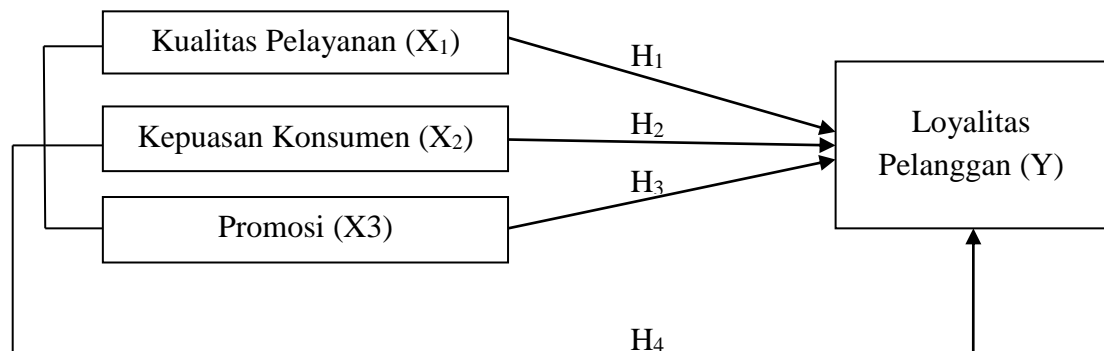 Kualitas Pelayanan (X₁)
H₁
Kepuasan Konsumen (X₂)
H₂
Loyalitas
Pelanggan (Y)
H₃
Promosi (X3)
H₄